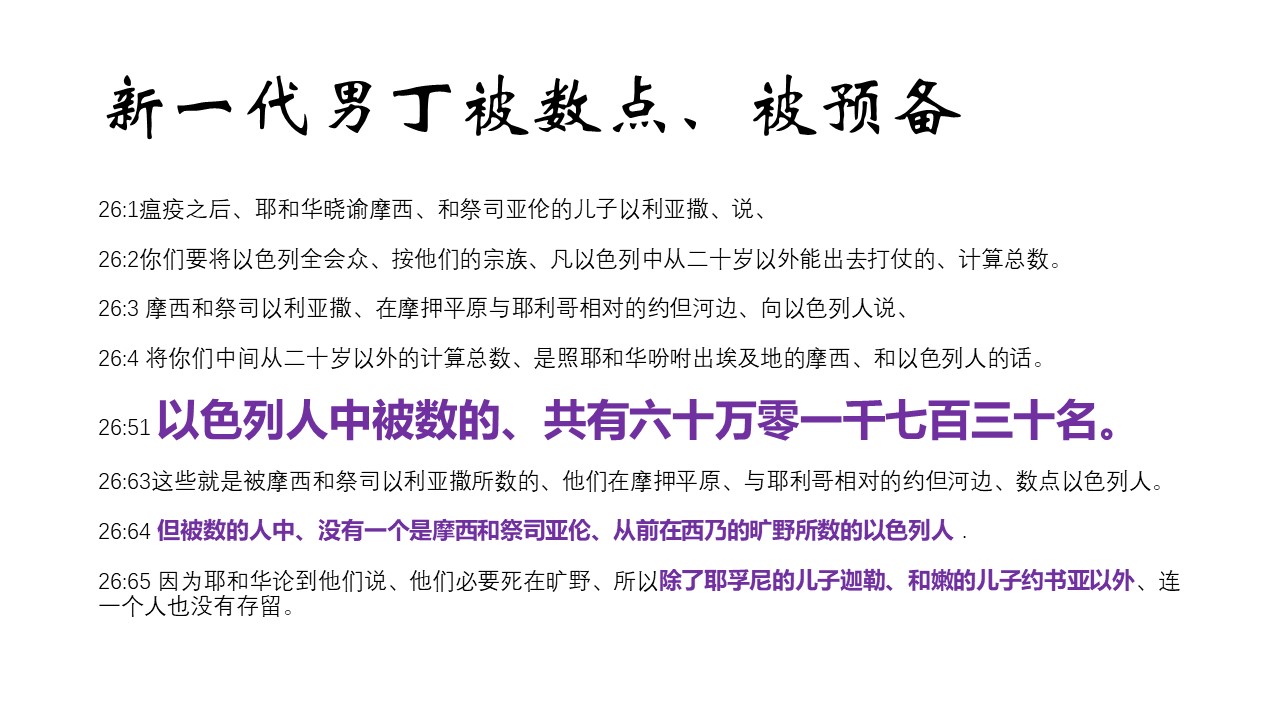 新一代男丁被数点、被预备
26:1瘟疫之后、耶和华晓谕摩西、和祭司亚伦的儿子以利亚撒、说、
26:2你们要将以色列全会众、按他们的宗族、凡以色列中从二十岁以外能出去打仗的、计算总数。
26:3 摩西和祭司以利亚撒、在摩押平原与耶利哥相对的约但河边、向以色列人说、
26:4 将你们中间从二十岁以外的计算总数、是照耶和华吩咐出埃及地的摩西、和以色列人的话。
26:51 以色列人中被数的、共有六十万零一千七百三十名。
26:63这些就是被摩西和祭司以利亚撒所数的、他们在摩押平原、与耶利哥相对的约但河边、数点以色列人。
26:64 但被数的人中、没有一个是摩西和祭司亚伦、从前在西乃的旷野所数的以色列人．
26:65 因为耶和华论到他们说、他们必要死在旷野、所以除了耶孚尼的儿子迦勒、和嫩的儿子约书亚以外、连
一个人也没有存留。